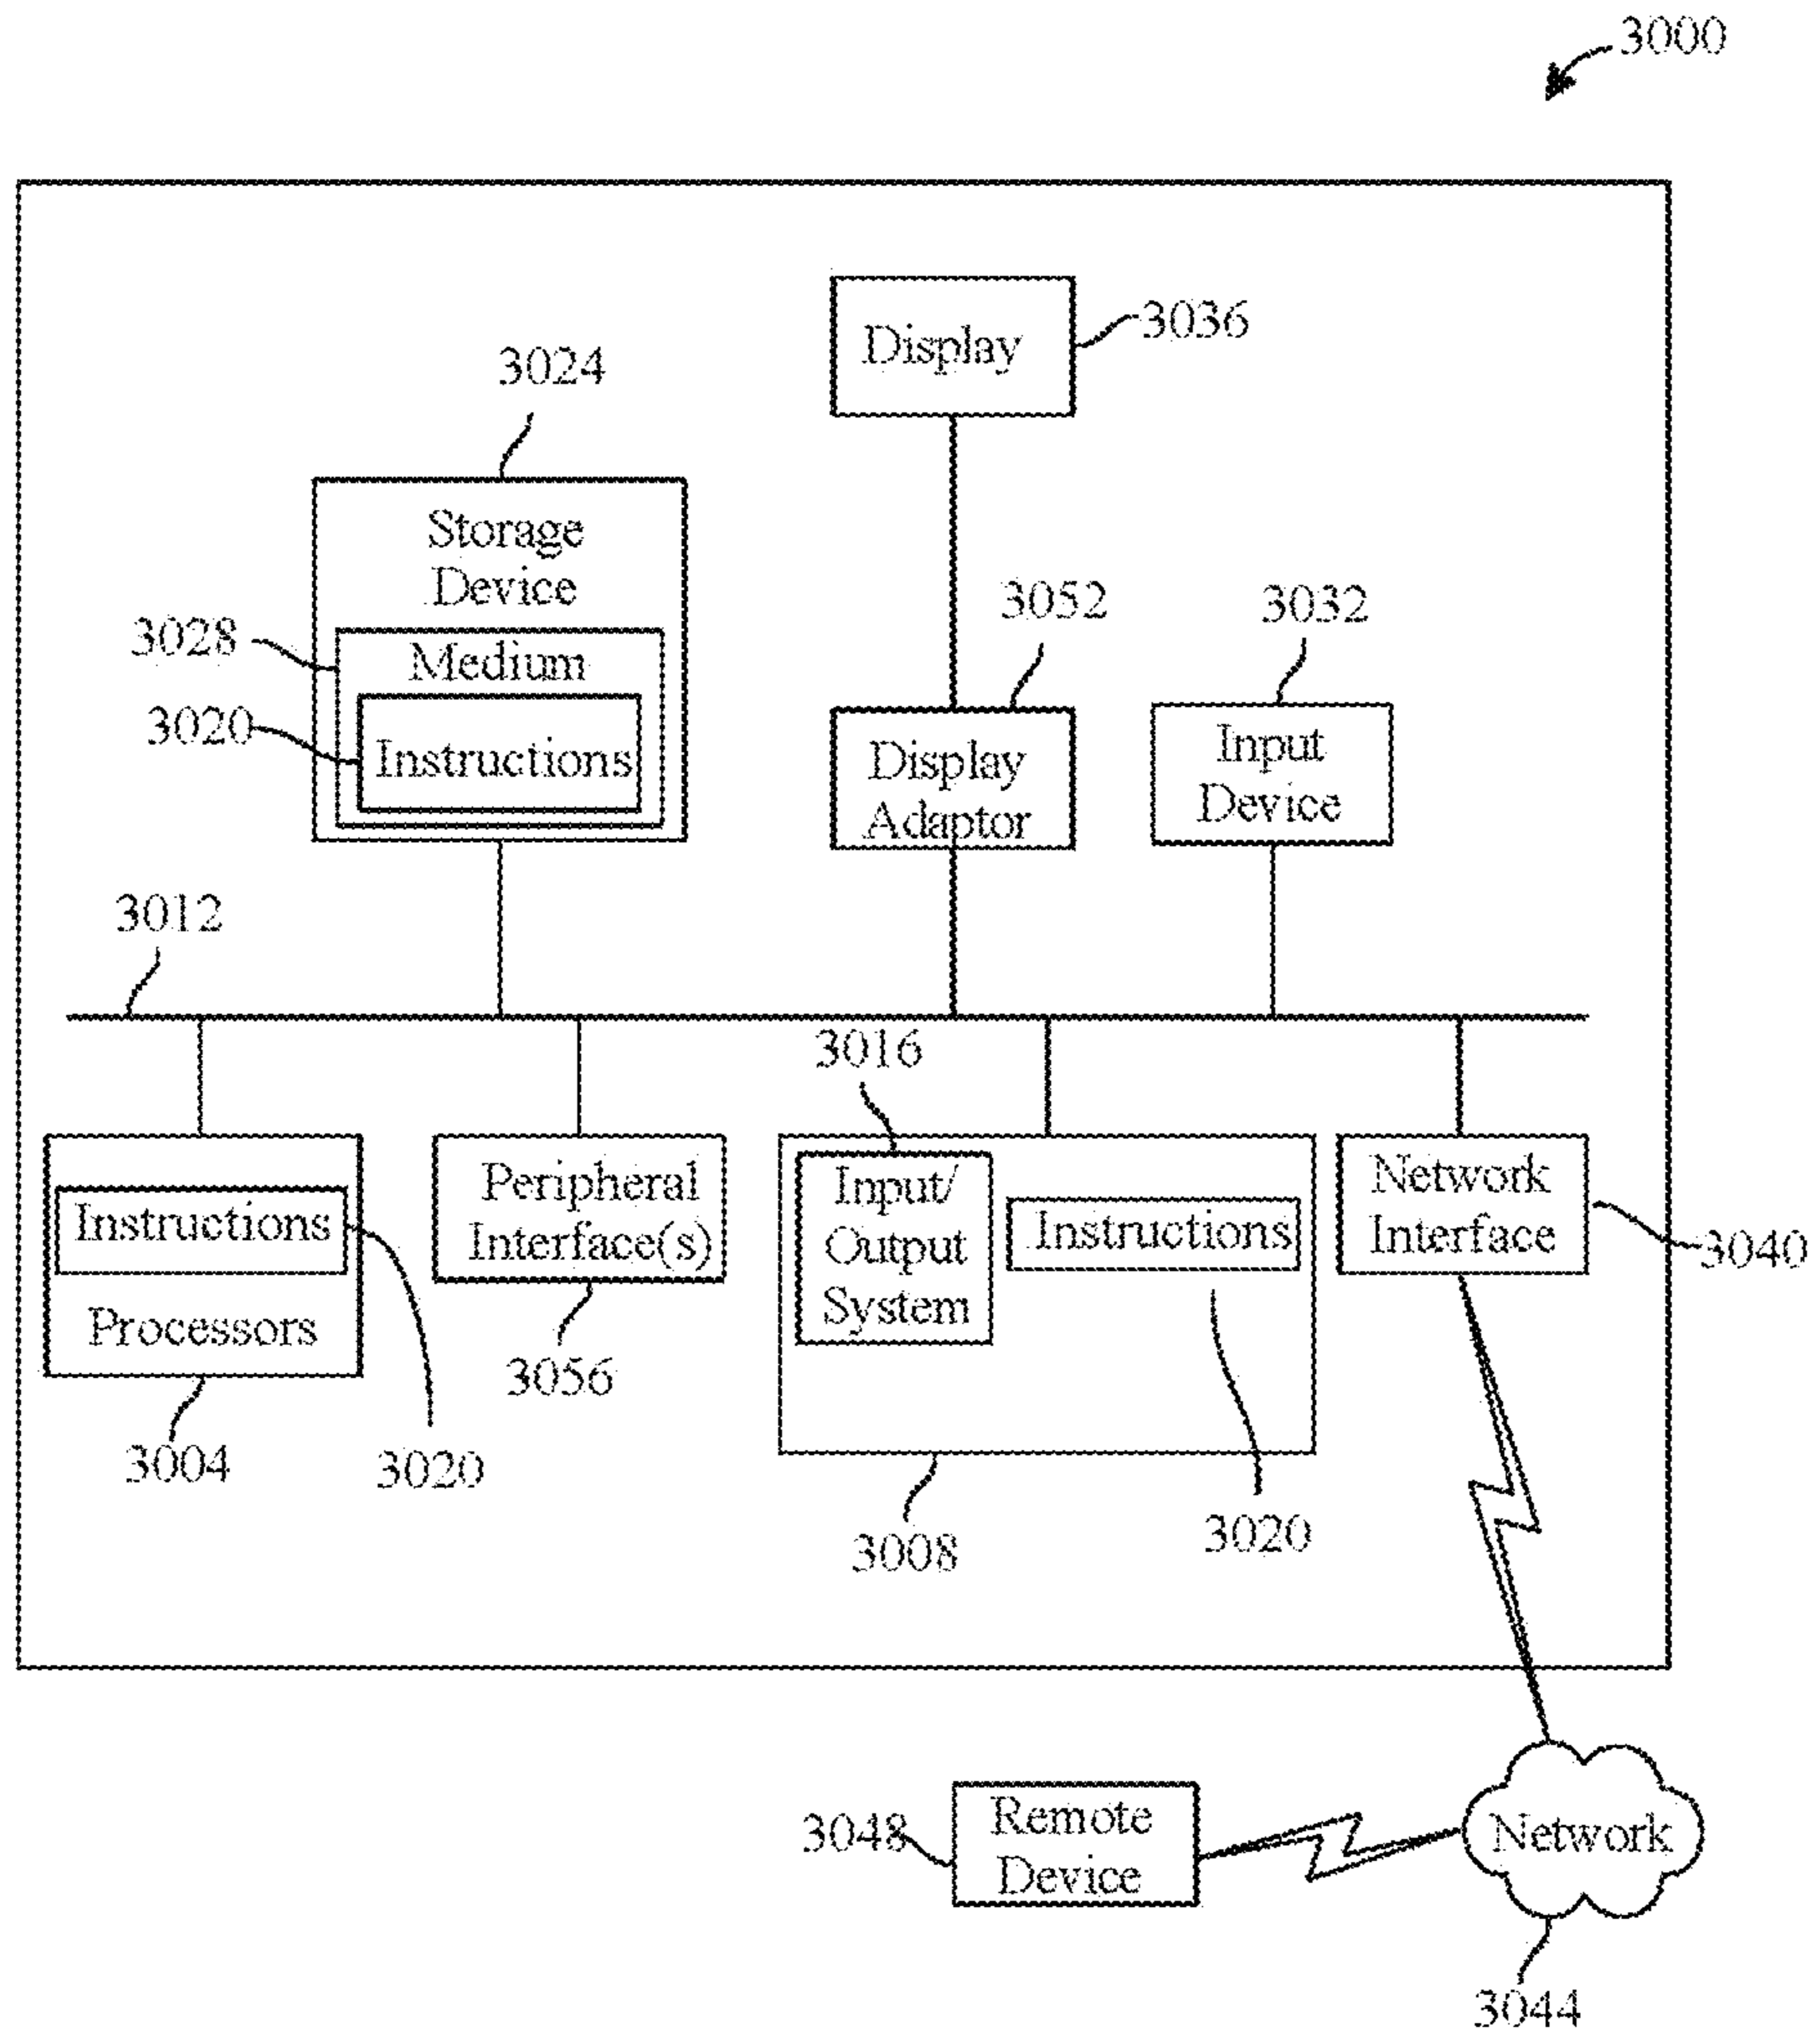 3000
Display
3036
3024
Storage
Device
3028
Medium
3020
Instructions
3052
Display
Adaptor
3032
Input
Device
3012
3016
Instructions
Processors
3004
3020
Peripheral
Interface(s)
3056
Input/
Output
System
Instructions
3008
3020
Network
Interface
3040
3048
Remote
Device
Network
3044